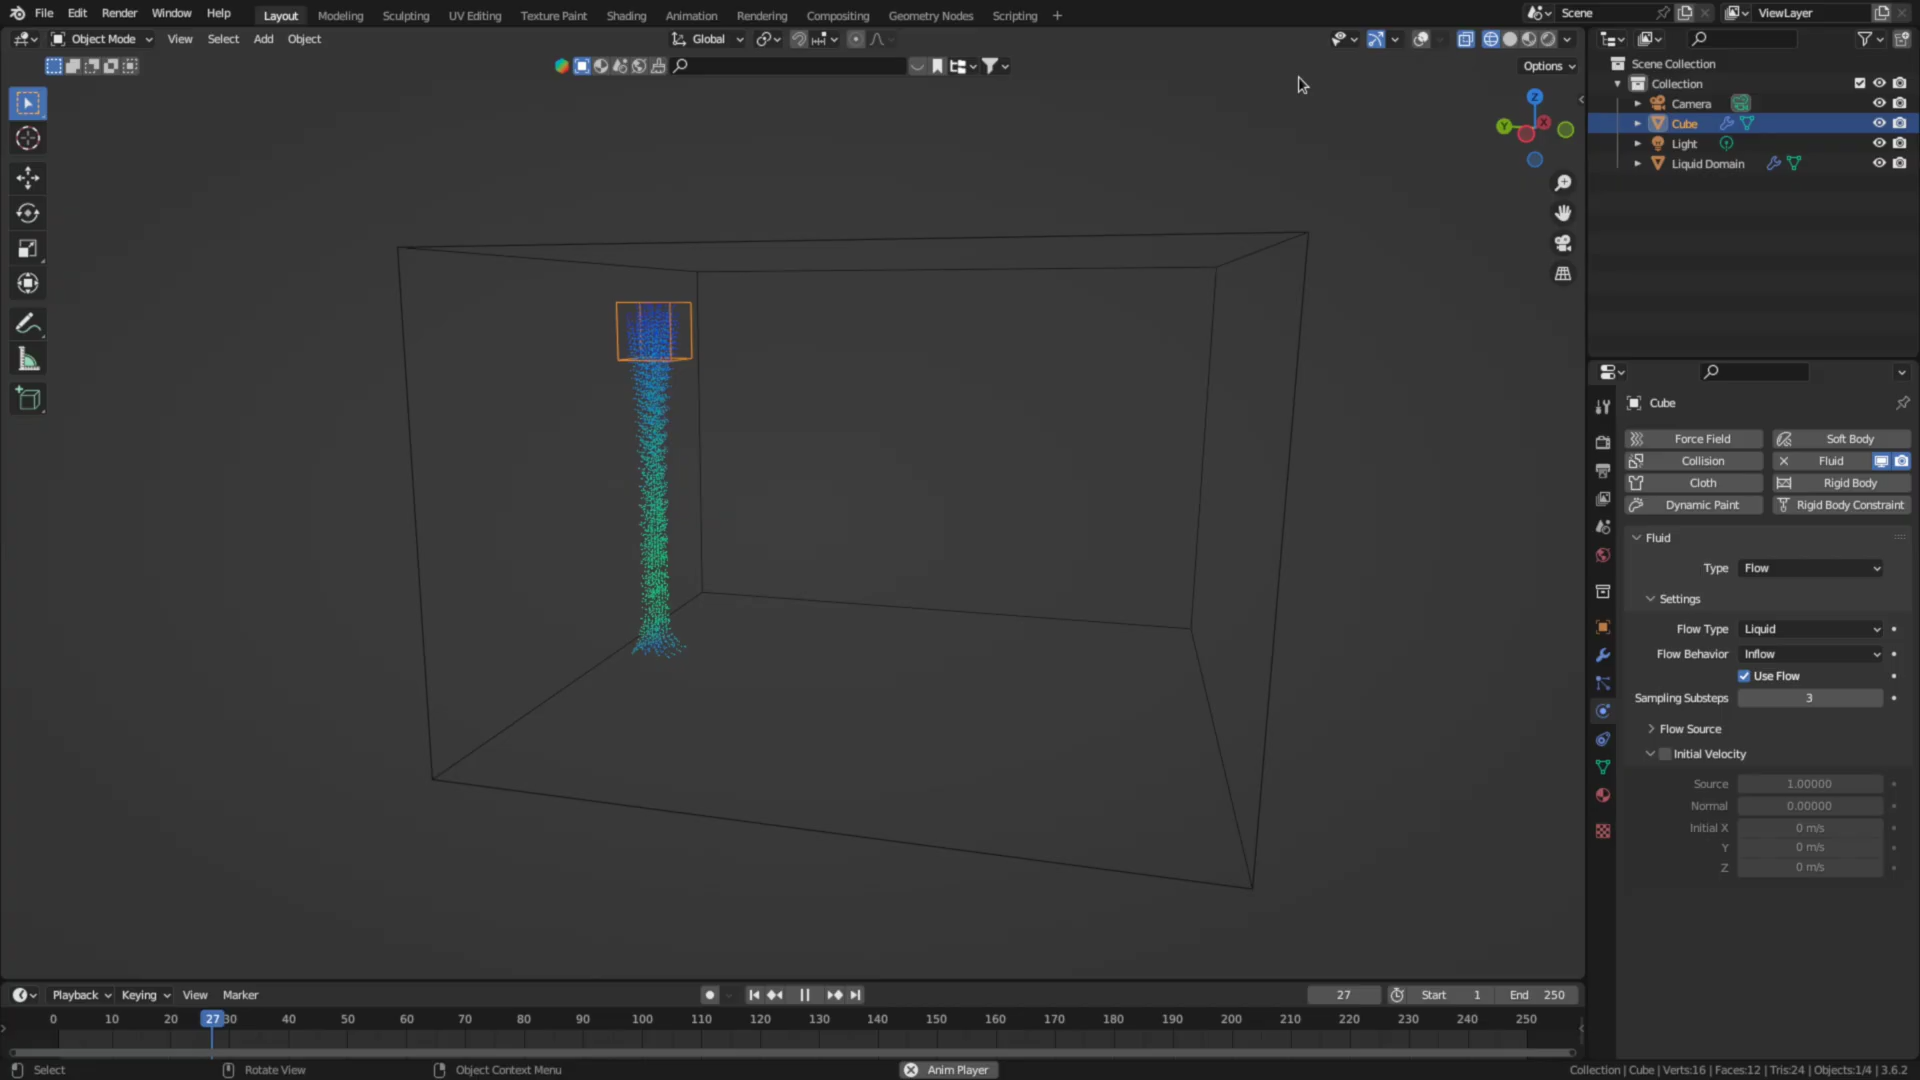 File Edit Render Window Help Layout Modeling Sculpting UV Editing Texture Paint Shading Animation Rendering Compositing Geometry Nodes Scripting + Scene ViewLayer
Object Mode View Select Add Object Global
Options
Scene Collection
Collection
Camera
Cube
Light
Liquid Domain
Z
Y
X
Cube
Force Field Soft Body
Collision Fluid
Cloth Rigid Body
Dynamic Paint Rigid Body Constraint
Fluid
Type Flow
Settings
Flow Type Liquid
Flow Behavior Inflow
Use Flow
Sampling Substeps 3
Flow Source
Initial Velocity
Source 1.00000
Normal 0.00000
Initial X 0 m/s
Y 0 m/s
Z 0 m/s
Playback Keying View Marker 27 Start 1 End 250
0 10 20 27 30 40 50 60 70 80 90 100 110 120 130 140 150 160 170 180 190 200 210 220 230 240 250
Select Rotate View Object Context Menu Anim Player Collection | Cube | Verts:16 | Faces:12 | Tris:24 | Objects:1/4 | 3.6.2